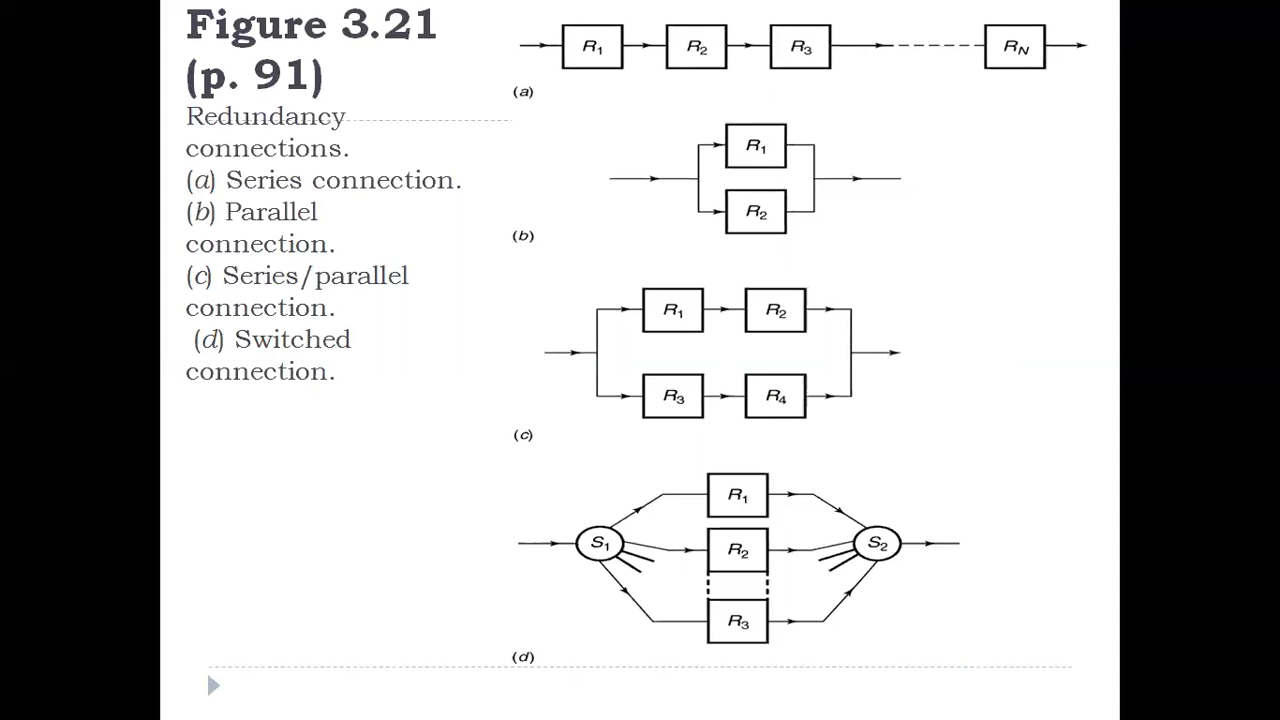 Figure 3.21
(p. 91)
Redundancy
connections.
(a) Series connection.
(b) Parallel
connection.
(c) Series/parallel
connection.
(d) Switched
connection.
R1 R2 R3 RN
(a)
R1
R2
(b)
R1 R2
R3 R4
(c)
R1
S1 R2 S2
R3
(d)